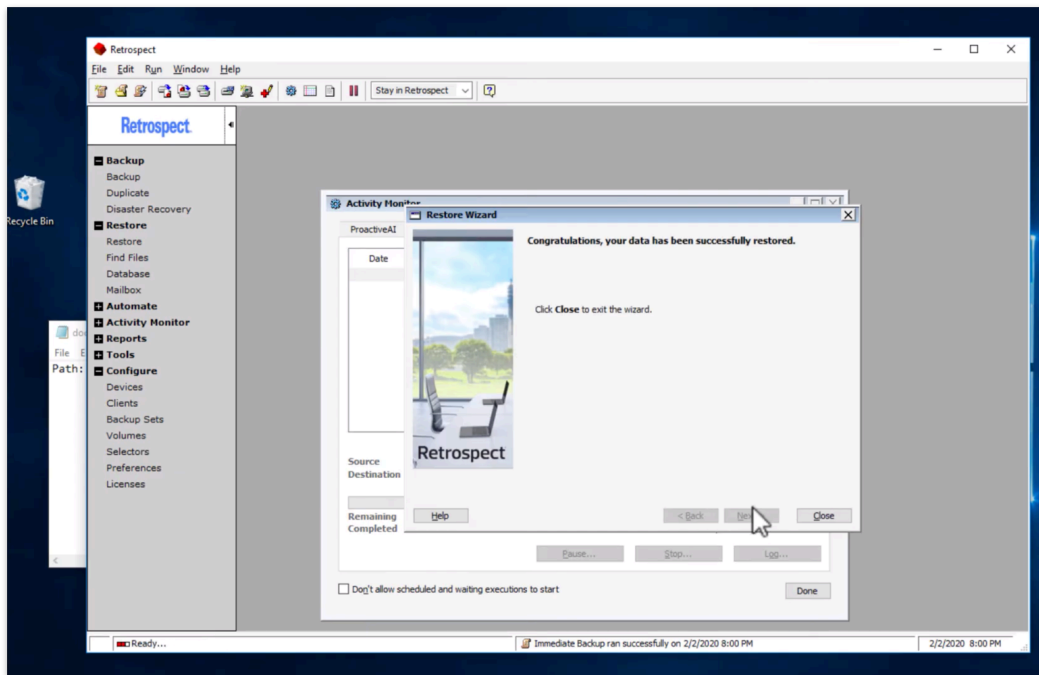 Retrospect
File Edit Run Window Help
Stay in Retrospect
Retrospect
Backup
Backup
Duplicate
Disaster Recovery
Restore
Restore
Find Files
Database
Mailbox
Automate
Activity Monitor
Reports
Tools
Configure
Devices
Clients
Backup Sets
Volumes
Selectors
Preferences
Licenses
Recycle Bin
File
Path:
Activity Monitor
ProactiveAI
Date
Source
Destination
Remaining
Completed
Pause... Stop... Log...
Don't allow scheduled and waiting executions to start
Done
Restore Wizard
Congratulations, your data has been successfully restored.
Click Close to exit the wizard.
Retrospect
Help < Back Close
Ready... Immediate Backup ran successfully on 2/2/2020 8:00 PM 2/2/2020 8:00 PM